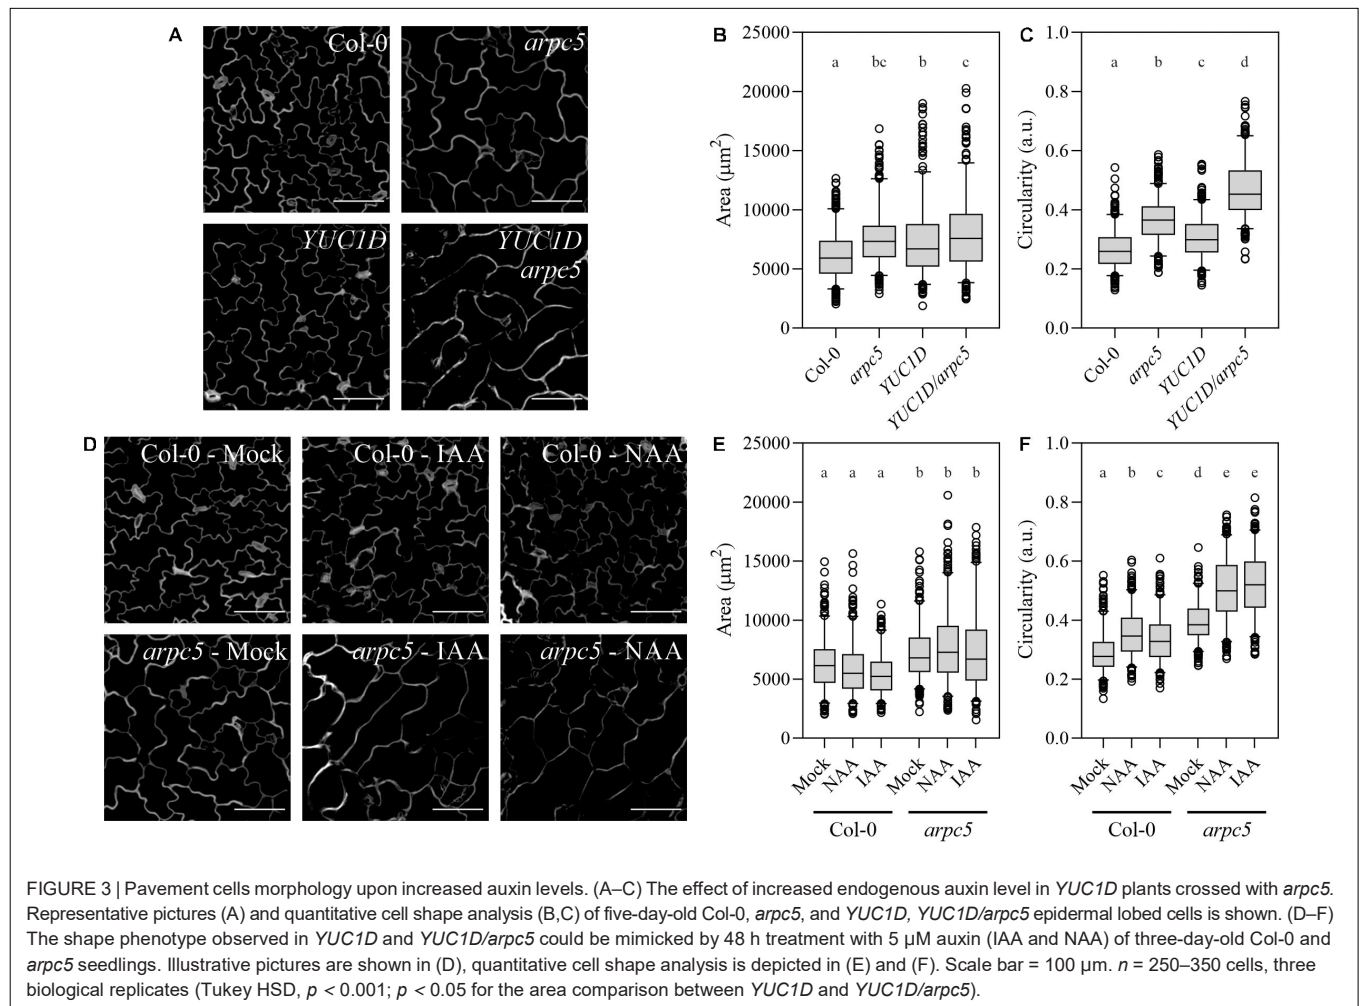 A
Col-0
arpc5
YUC1D
YUC1D
arpc5
B
25000
20000
15000
10000
5000
0
Area (µm²)
a
bc
b
c
Col-0
arpc5
YUC1D
YUC1D/arpc5
C
1.0
0.8
0.6
0.4
0.2
0.0
Circularity (a.u.)
a
b
c
d
Col-0
arpc5
YUC1D
YUC1D/arpc5
D
Col-0 - Mock
Col-0 - IAA
Col-0 - NAA
arpc5 - Mock
arpc5 - IAA
arpc5 - NAA
E
25000
20000
15000
10000
5000
0
Area (µm²)
a a a b b b
Mock
NAA
IAA
Mock
NAA
IAA
Col-0
arpc5
F
1.0
0.8
0.6
0.4
0.2
0.0
Circularity (a.u.)
a b c d e e
Mock
NAA
IAA
Mock
NAA
IAA
Col-0
arpc5
FIGURE 3 | Pavement cells morphology upon increased auxin levels. (A–C) The effect of increased endogenous auxin level in YUC1D plants crossed with arpc5.
Representative pictures (A) and quantitative cell shape analysis (B,C) of five-day-old Col-0, arpc5, and YUC1D, YUC1D/arpc5 epidermal lobed cells is shown. (D–F)
The shape phenotype observed in YUC1D and YUC1D/arpc5 could be mimicked by 48 h treatment with 5 µM auxin (IAA and NAA) of three-day-old Col-0 and
arpc5 seedlings. Illustrative pictures are shown in (D), quantitative cell shape analysis is depicted in (E) and (F). Scale bar = 100 µm. n = 250–350 cells, three
biological replicates (Tukey HSD, p < 0.001; p < 0.05 for the area comparison between YUC1D and YUC1D/arpc5).